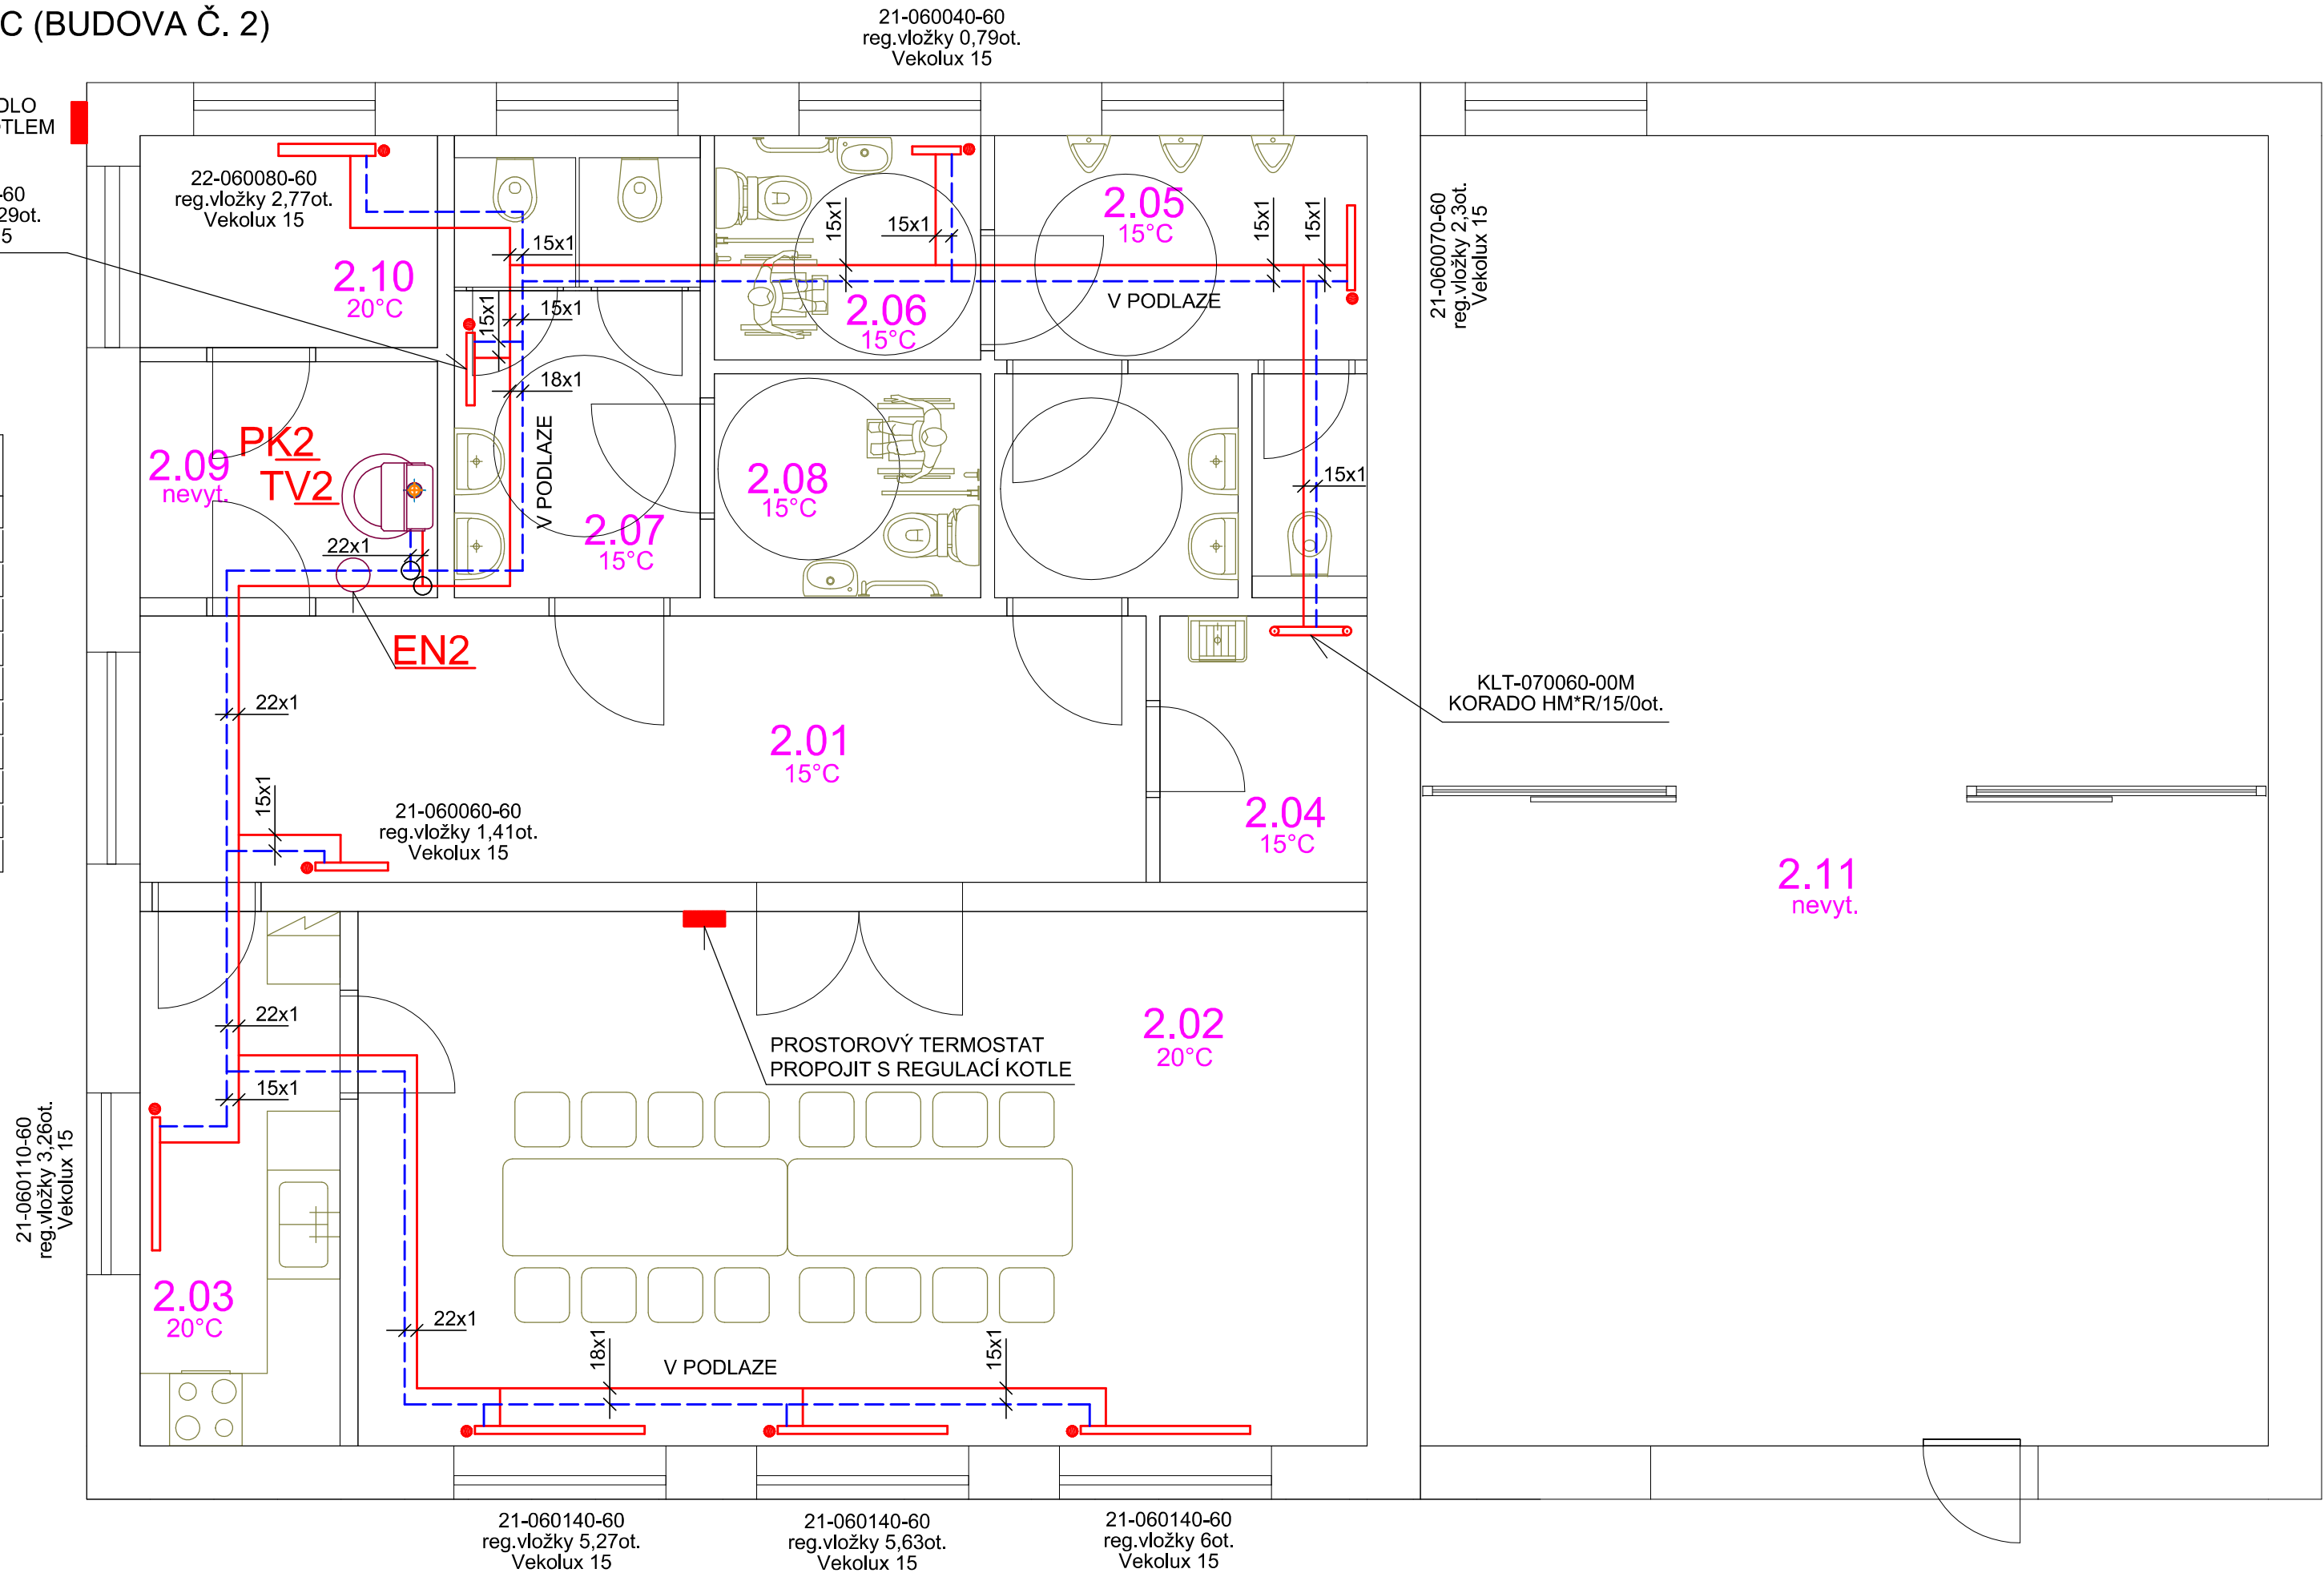 C (BUDOVA Č. 2)
21-060040-60
reg.vložky 0,79ot.
Vekolux 15
22-060080-60
reg.vložky 2,77ot.
Vekolux 15
-60
29ot.
5
2.10
20°C
15x1
15x1
15x1
18x1
V PODLAZE
15x1
15x1
2.06
15°C
2.05
15°C
V PODLAZE
15x1
15x1
21-060070-60
reg.vložky 2,3ot.
Vekolux 15
2.09
nevyt.
PK2
TV2
22x1
EN2
2.07
15°C
2.08
15°C
15x1
KLT-070060-00M
KORADO HM*R/15/0ot.
22x1
2.01
15°C
15x1
21-060060-60
reg.vložky 1,41ot.
Vekolux 15
2.04
15°C
2.11
nevyt.
22x1
15x1
PROSTOROVÝ TERMOSTAT
PROPOJIT S REGULACÍ KOTLE
2.02
20°C
21-060110-60
reg.vložky 3,26ot.
Vekolux 15
2.03
20°C
22x1
18x1
V PODLAZE
15x1
21-060140-60
reg.vložky 5,27ot.
Vekolux 15
21-060140-60
reg.vložky 5,63ot.
Vekolux 15
21-060140-60
reg.vložky 6ot.
Vekolux 15